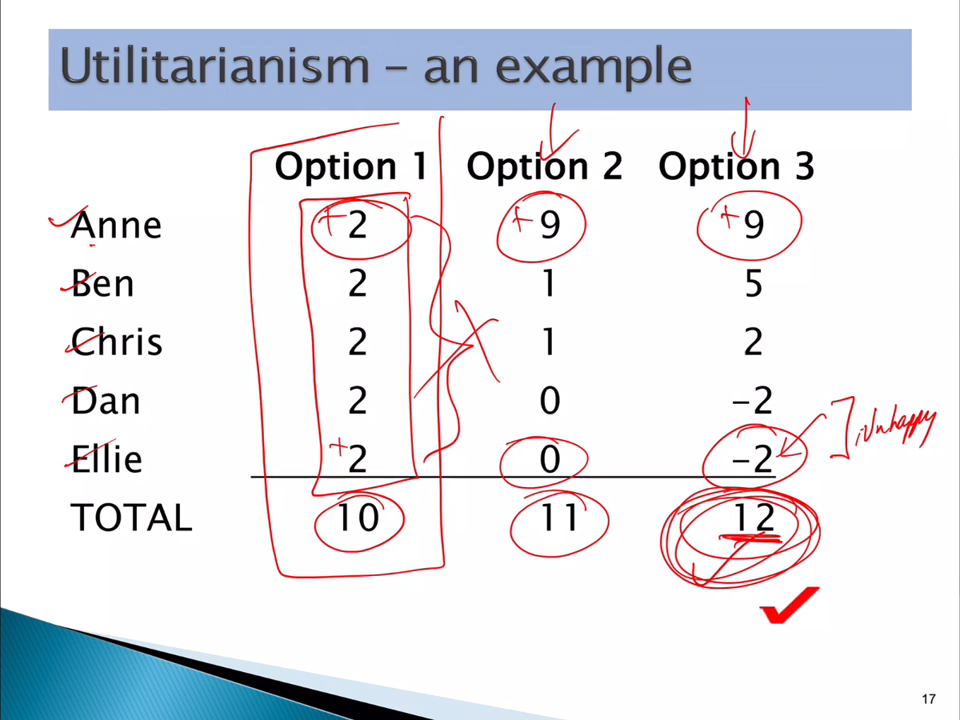 Utilitarianism – an example
Option 1 Option 2 Option 3
Anne +2 +9 +9
Ben 2 1 5
Chris 2 1 2
Dan 2 0 -2
Ellie +2 0 -2
unhappy
TOTAL 10 11 12
17